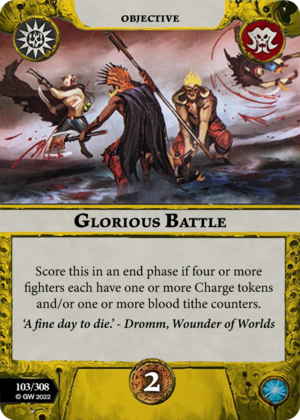 OBJECTIVE
GLORIOUS BATTLE
Score this in an end phase if four or more
fighters each have one or more Charge tokens
and/or one or more blood tithe counters.
‘A fine day to die.’ - Dromm, Wounder of Worlds
103/308
© GW 2022
2